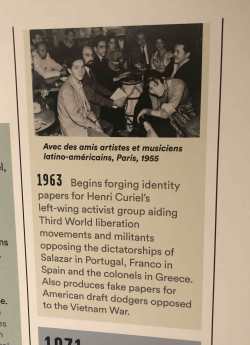 Avec des amis artistes et musiciens
latino-américains, Paris, 1955
1963 Begins forging identity
papers for Henri Curiel's
left-wing activist group aiding
Third World liberation
movements and militants
opposing the dictatorships of
Salazar in Portugal, Franco in
Spain and the colonels in Greece.
Also produces fake papers for
American draft dodgers opposed
to the Vietnam War.
1971